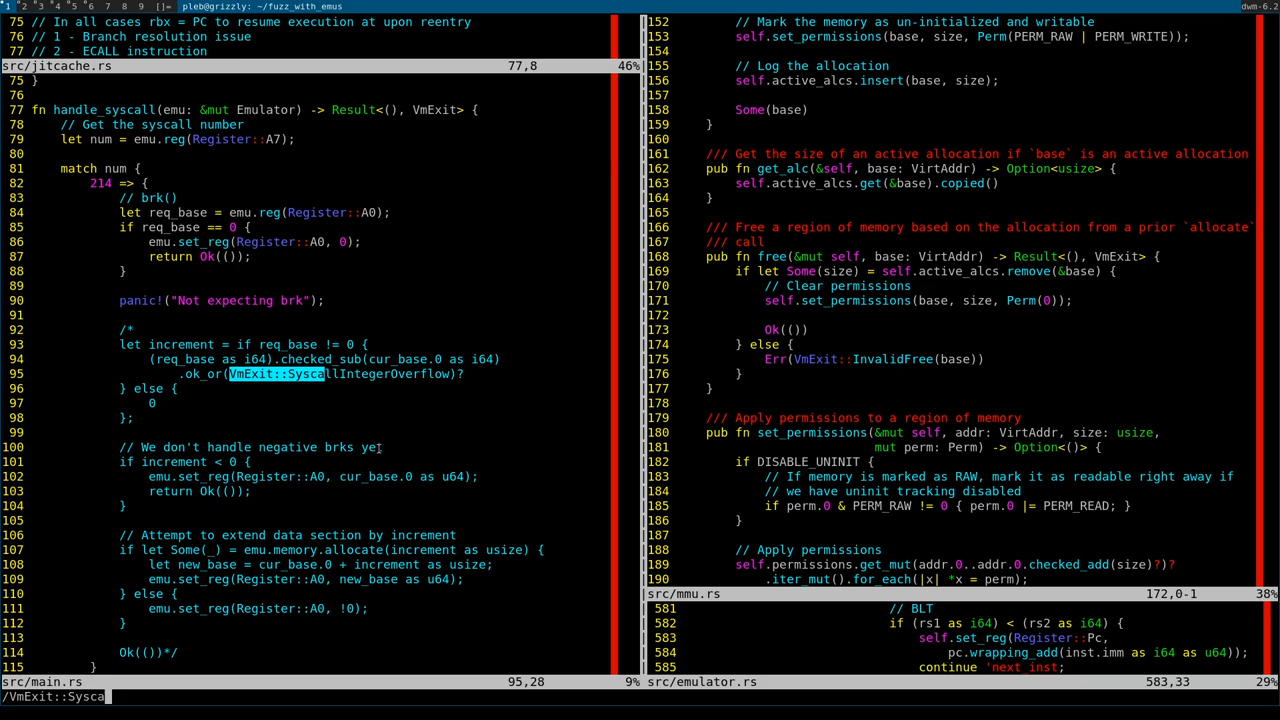 1 2 3 4 5 6 7 8 9 []= pleb@grizzly: ~/fuzz_with_emus dwm-6.2
75 // In all cases rbx = PC to resume execution at upon reentry
76 // 1 - Branch resolution issue
77 // 2 - ECALL instruction
src/jitcache.rs 77,8 46%
75 }
76
77 fn handle_syscall(emu: &mut Emulator) -> Result<(), VmExit> {
78 // Get the syscall number
79 let num = emu.reg(Register::A7);
80
81 match num {
82 214 => {
83 // brk()
84 let req_base = emu.reg(Register::A0);
85 if req_base == 0 {
86 emu.set_reg(Register::A0, 0);
87 return Ok(());
88 }
89
90 panic!("Not expecting brk");
91
92 /*
93 let increment = if req_base != 0 {
94 (req_base as i64).checked_sub(cur_base.0 as i64)
95 .ok_or(VmExit::SyscallIntegerOverflow)?
96 } else {
97 0
98 };
99
100 // We don't handle negative brks yet
101 if increment < 0 {
102 emu.set_reg(Register::A0, cur_base.0 as u64);
103 return Ok(());
104 }
105
106 // Attempt to extend data section by increment
107 if let Some(_) = emu.memory.allocate(increment as usize) {
108 let new_base = cur_base.0 + increment as usize;
109 emu.set_reg(Register::A0, new_base as u64);
110 } else {
111 emu.set_reg(Register::A0, !0);
112 }
113
114 Ok(())*/
115 }
src/main.rs 95,28 9%
/VmExit::Sysca
152 // Mark the memory as un-initialized and writable
153 self.set_permissions(base, size, Perm(PERM_RAW | PERM_WRITE));
154
155 // Log the allocation
156 self.active_alcs.insert(base, size);
157
158 Some(base)
159 }
160
161 /// Get the size of an active allocation if `base` is an active allocation
162 pub fn get_alc(&self, base: VirtAddr) -> Option<usize> {
163 self.active_alcs.get(&base).copied()
164 }
165
166 /// Free a region of memory based on the allocation from a prior `allocate`
167 /// call
168 pub fn free(&mut self, base: VirtAddr) -> Result<(), VmExit> {
169 if let Some(size) = self.active_alcs.remove(&base) {
170 // Clear permissions
171 self.set_permissions(base, size, Perm(0));
172
173 Ok(())
174 } else {
175 Err(VmExit::InvalidFree(base))
176 }
177 }
178
179 /// Apply permissions to a region of memory
180 pub fn set_permissions(&mut self, addr: VirtAddr, size: usize,
181 mut perm: Perm) -> Option<()> {
182 if DISABLE_UNINIT {
183 // If memory is marked as RAW, mark it as readable right away if
184 // we have uninit tracking disabled
185 if perm.0 & PERM_RAW != 0 { perm.0 |= PERM_READ; }
186 }
187
188 // Apply permissions
189 self.permissions.get_mut(addr.0..addr.0.checked_add(size)?)?
190 .iter_mut().for_each(|x| *x = perm);
src/mmu.rs 172,0-1 38%
581 // BLT
582 if (rs1 as i64) < (rs2 as i64) {
583 self.set_reg(Register::Pc,
584 pc.wrapping_add(inst.imm as i64 as u64));
585 continue 'next_inst;
src/emulator.rs 583,33 29%